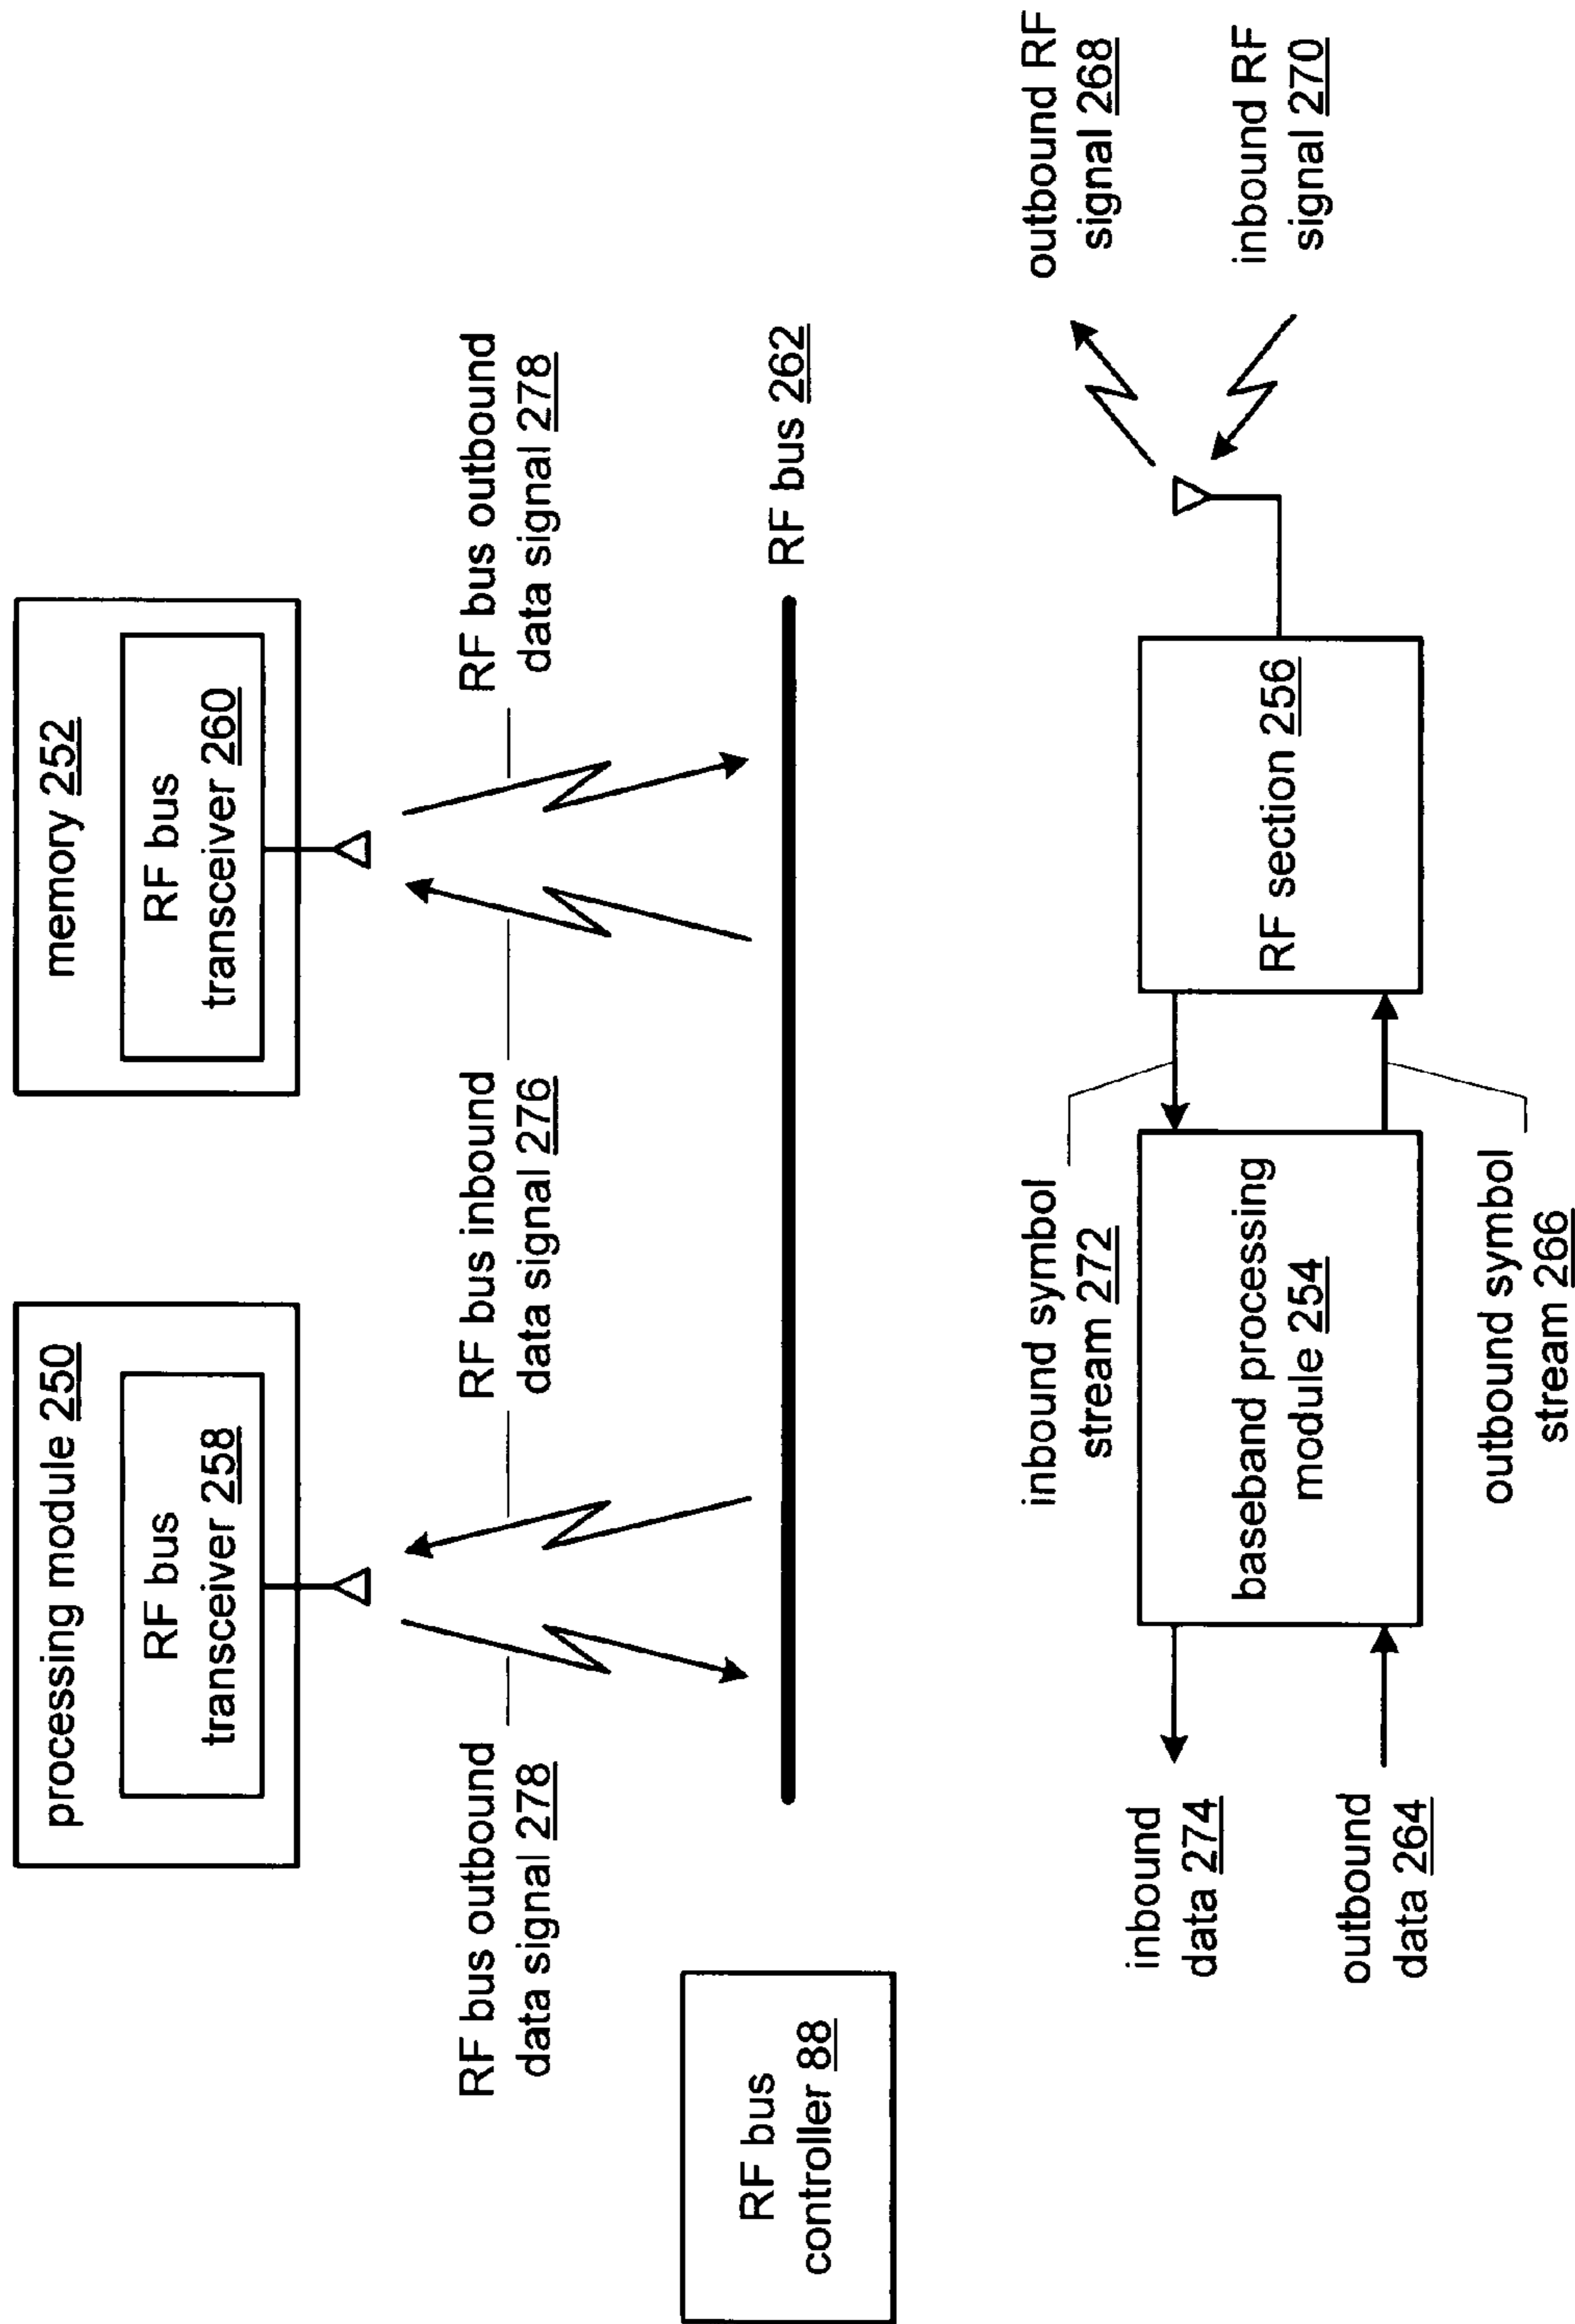 processing module 250
RF bus
transceiver 258
memory 252
RF bus
transceiver 260
RF bus outbound
data signal 278
RF bus inbound
data signal 276
RF bus outbound
data signal 278
RF bus
controller 88
RF bus 262
inbound
data 274
outbound
data 264
inbound symbol
stream 272
baseband processing
module 254
outbound symbol
stream 266
RF section 256
outbound RF
signal 268
inbound RF
signal 270